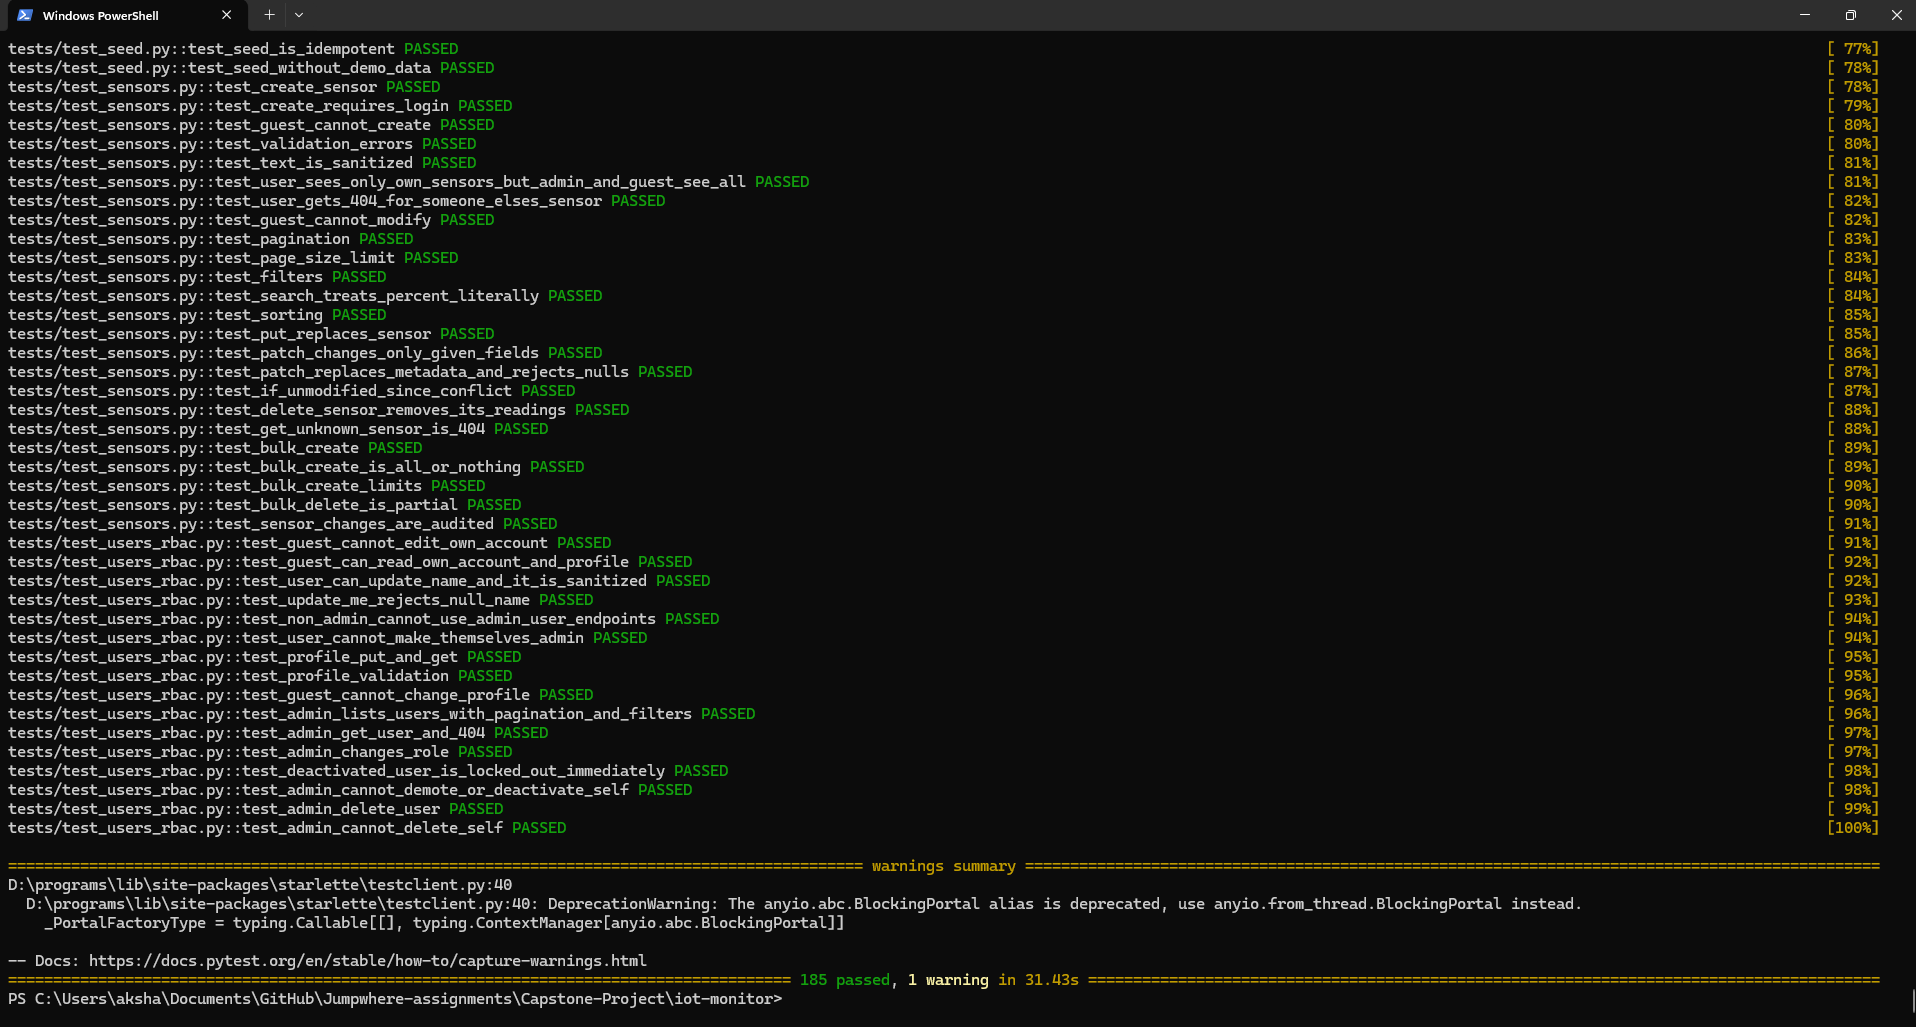 Windows PowerShell
tests/test_seed.py::test_seed_is_idempotent PASSED [ 77%]
tests/test_seed.py::test_seed_without_demo_data PASSED [ 78%]
tests/test_sensors.py::test_create_sensor PASSED [ 78%]
tests/test_sensors.py::test_create_requires_login PASSED [ 79%]
tests/test_sensors.py::test_guest_cannot_create PASSED [ 80%]
tests/test_sensors.py::test_validation_errors PASSED [ 80%]
tests/test_sensors.py::test_text_is_sanitized PASSED [ 81%]
tests/test_sensors.py::test_user_sees_only_own_sensors_but_admin_and_guest_see_all PASSED [ 81%]
tests/test_sensors.py::test_user_gets_404_for_someone_elses_sensor PASSED [ 82%]
tests/test_sensors.py::test_guest_cannot_modify PASSED [ 82%]
tests/test_sensors.py::test_pagination PASSED [ 83%]
tests/test_sensors.py::test_page_size_limit PASSED [ 83%]
tests/test_sensors.py::test_filters PASSED [ 84%]
tests/test_sensors.py::test_search_treats_percent_literally PASSED [ 84%]
tests/test_sensors.py::test_sorting PASSED [ 85%]
tests/test_sensors.py::test_put_replaces_sensor PASSED [ 85%]
tests/test_sensors.py::test_patch_changes_only_given_fields PASSED [ 86%]
tests/test_sensors.py::test_patch_replaces_metadata_and_rejects_nulls PASSED [ 87%]
tests/test_sensors.py::test_if_unmodified_since_conflict PASSED [ 87%]
tests/test_sensors.py::test_delete_sensor_removes_its_readings PASSED [ 88%]
tests/test_sensors.py::test_get_unknown_sensor_is_404 PASSED [ 88%]
tests/test_sensors.py::test_bulk_create PASSED [ 89%]
tests/test_sensors.py::test_bulk_create_is_all_or_nothing PASSED [ 89%]
tests/test_sensors.py::test_bulk_create_limits PASSED [ 90%]
tests/test_sensors.py::test_bulk_delete_is_partial PASSED [ 90%]
tests/test_sensors.py::test_sensor_changes_are_audited PASSED [ 91%]
tests/test_users_rbac.py::test_guest_cannot_edit_own_account PASSED [ 91%]
tests/test_users_rbac.py::test_guest_can_read_own_account_and_profile PASSED [ 92%]
tests/test_users_rbac.py::test_user_can_update_name_and_it_is_sanitized PASSED [ 92%]
tests/test_users_rbac.py::test_update_me_rejects_null_name PASSED [ 93%]
tests/test_users_rbac.py::test_non_admin_cannot_use_admin_user_endpoints PASSED [ 94%]
tests/test_users_rbac.py::test_user_cannot_make_themselves_admin PASSED [ 94%]
tests/test_users_rbac.py::test_profile_put_and_get PASSED [ 95%]
tests/test_users_rbac.py::test_profile_validation PASSED [ 95%]
tests/test_users_rbac.py::test_guest_cannot_change_profile PASSED [ 96%]
tests/test_users_rbac.py::test_admin_lists_users_with_pagination_and_filters PASSED [ 96%]
tests/test_users_rbac.py::test_admin_get_user_and_404 PASSED [ 97%]
tests/test_users_rbac.py::test_admin_changes_role PASSED [ 97%]
tests/test_users_rbac.py::test_deactivated_user_is_locked_out_immediately PASSED [ 98%]
tests/test_users_rbac.py::test_admin_cannot_demote_or_deactivate_self PASSED [ 98%]
tests/test_users_rbac.py::test_admin_delete_user PASSED [ 99%]
tests/test_users_rbac.py::test_admin_cannot_delete_self PASSED [100%]
=============================================================================================== warnings summary ===============================================================================================
D:\programs\lib\site-packages\starlette\testclient.py:40
D:\programs\lib\site-packages\starlette\testclient.py:40: DeprecationWarning: The anyio.abc.BlockingPortal alias is deprecated, use anyio.from_thread.BlockingPortal instead.
_PortalFactoryType = typing.Callable[[], typing.ContextManager[anyio.abc.BlockingPortal]]
-- Docs: https://docs.pytest.org/en/stable/how-to/capture-warnings.html
======================================================================================= 185 passed, 1 warning in 31.43s ========================================================================================
PS C:\Users\aksha\Documents\GitHub\Jumpwhere-assignments\Capstone-Project\iot-monitor>